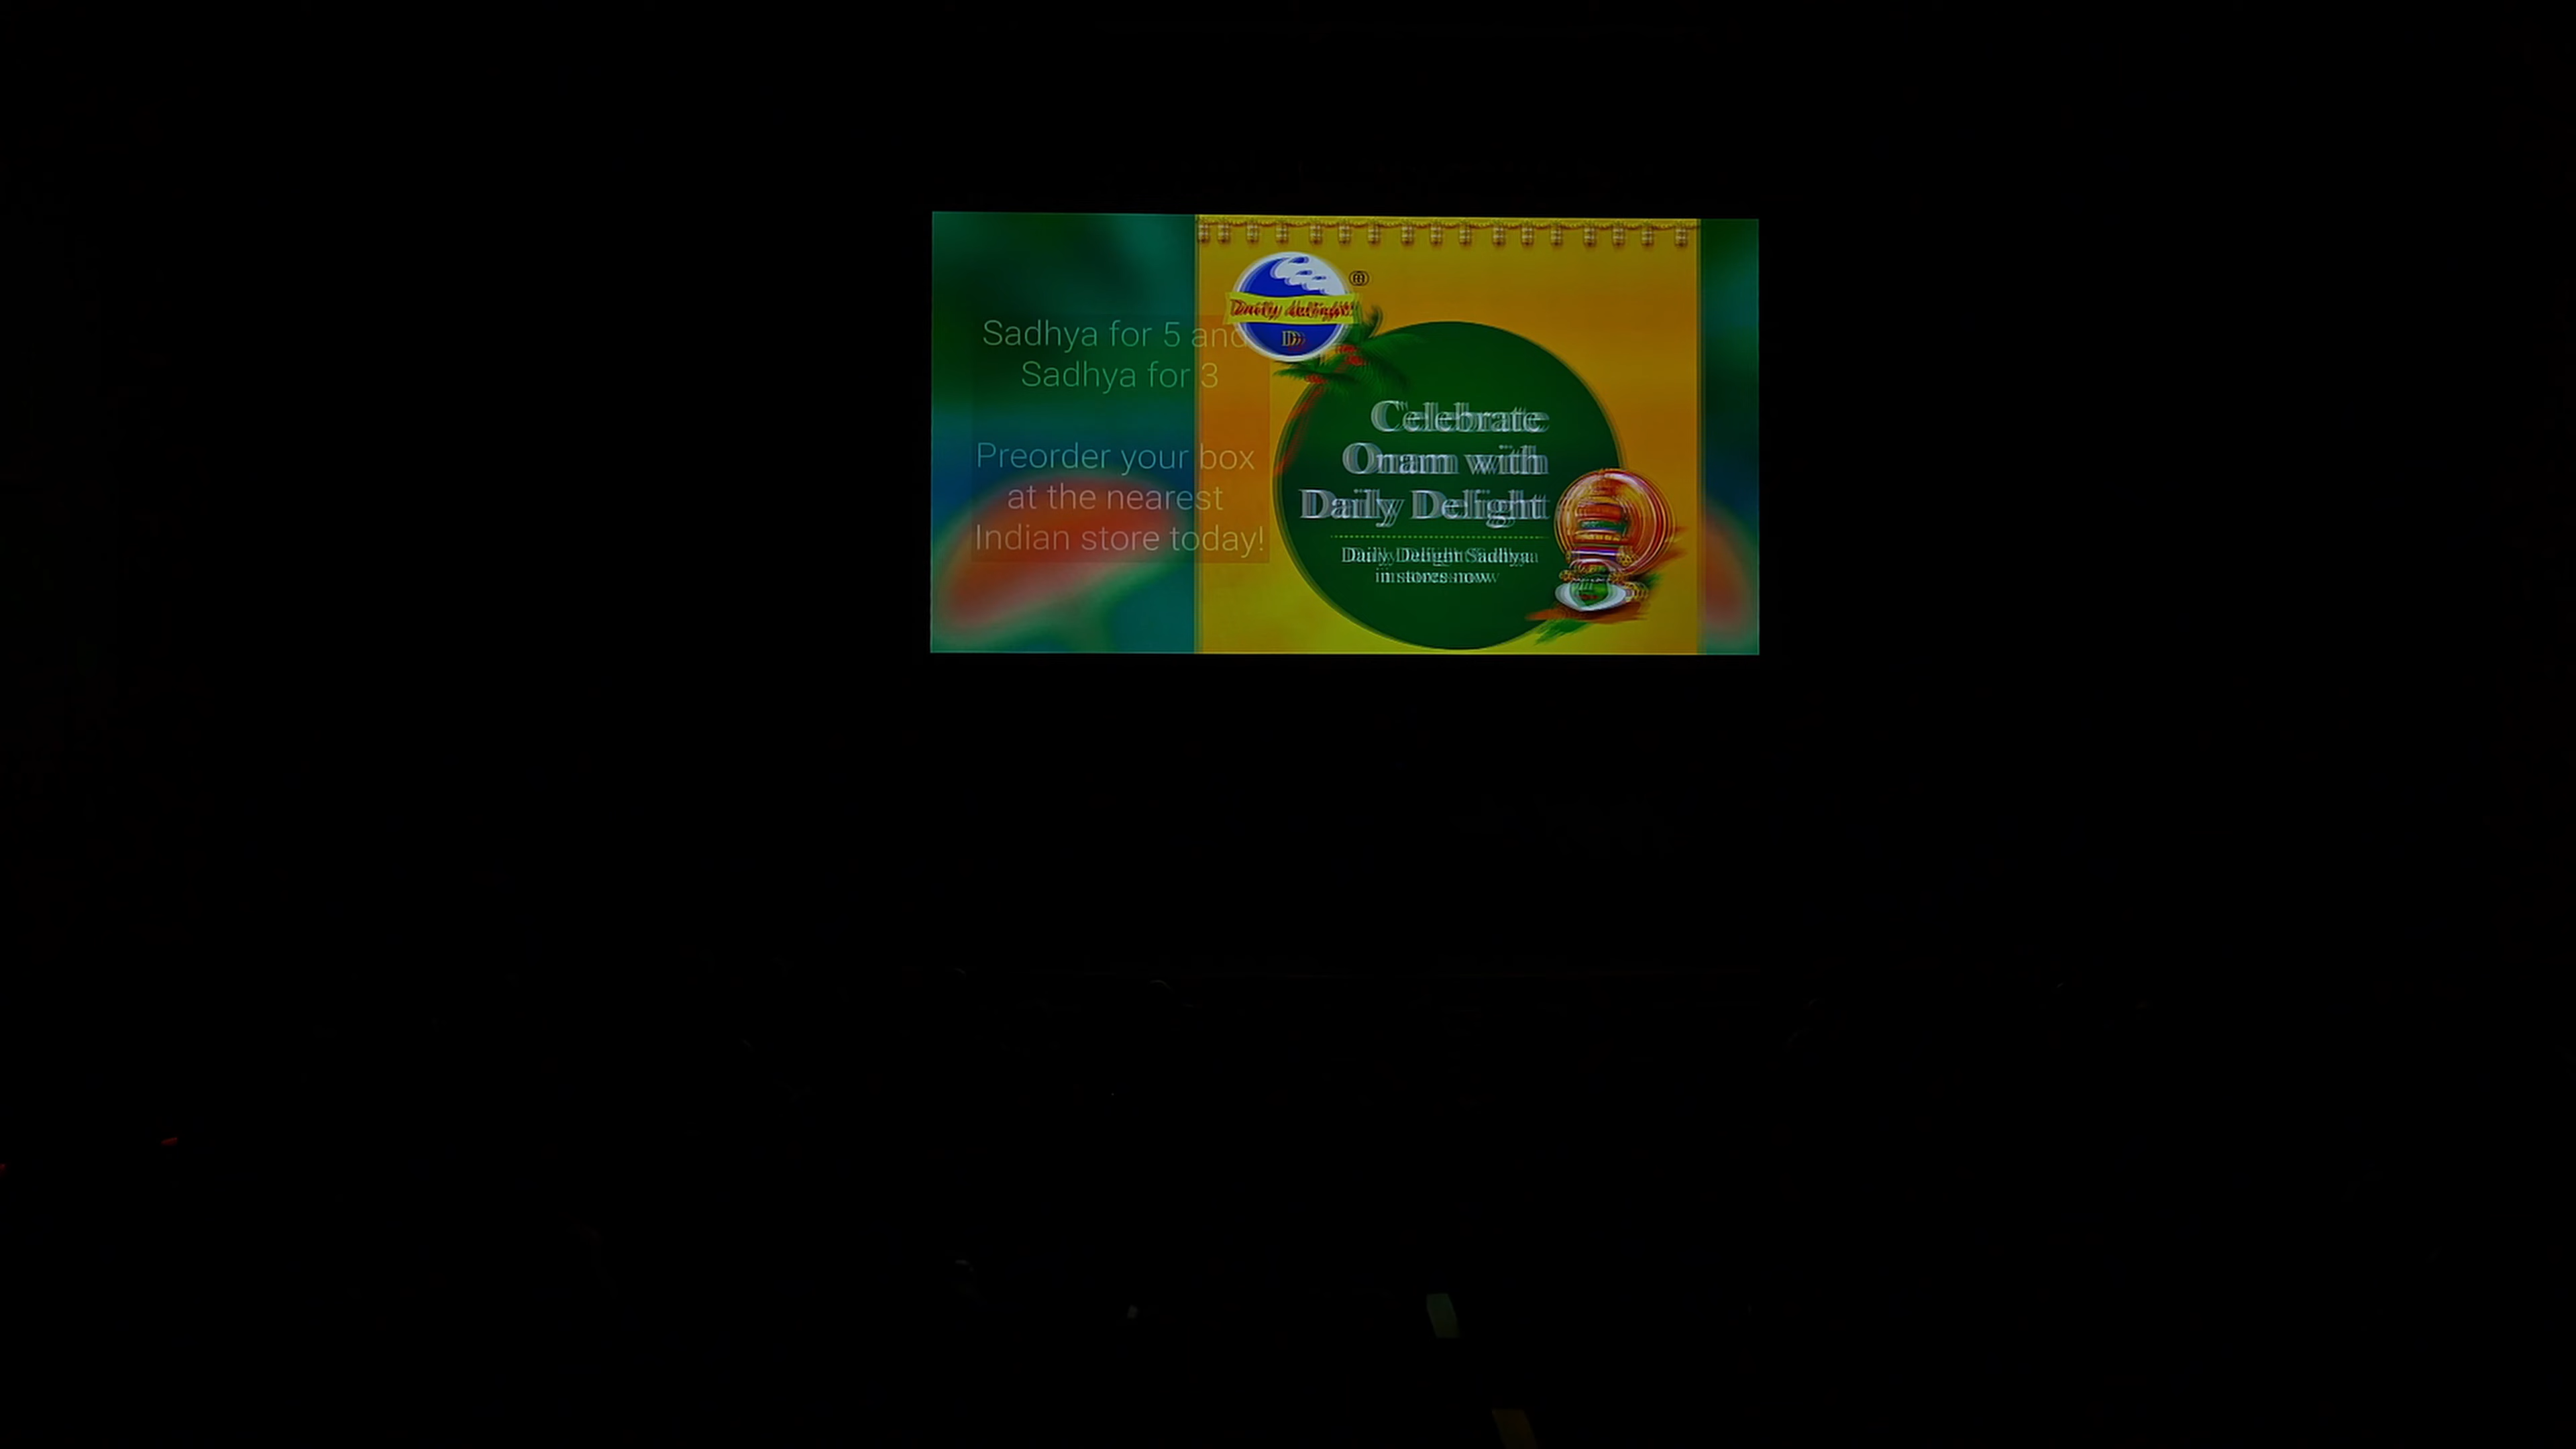 Sadhya for 5 and
Sadhya for 3
Preorder your box
at the nearest
Indian store today!
Daily Delight
D
Celebrate
Onam with
Daily Delight
Daily Delight Sadhya
in stores now